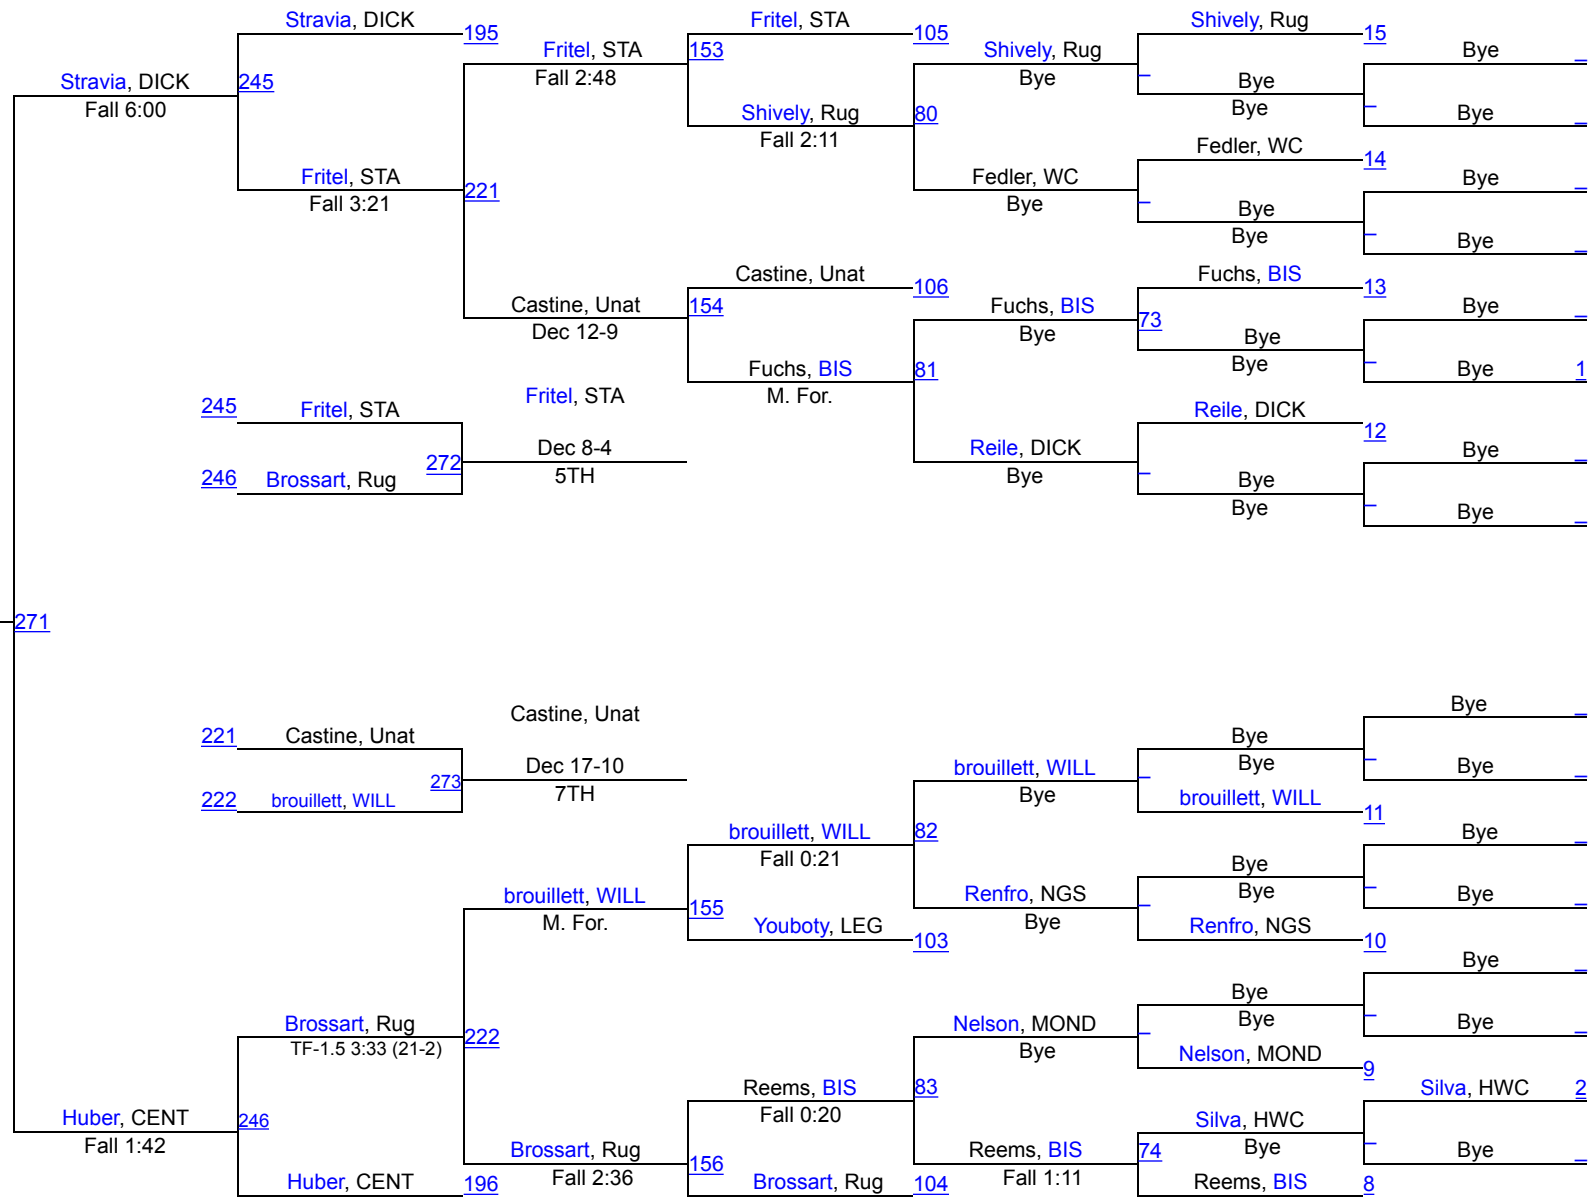 Stravia, DICK
195
Fritel, STA
105
Shively, Rug
15
Bye
Fritel, STA
Fall 2:48
153
Shively, Rug
Bye
Bye
Bye
Bye
Stravia, DICK
Fall 6:00
245
Shively, Rug
Fall 2:11
80
Fedler, WC
14
Fritel, STA
Fall 3:21
221
Fedler, WC
Bye
Bye
Bye
Bye
Bye
Castine, Unat
106
Fuchs, BIS
13
Castine, Unat
Dec 12-9
154
Fuchs, BIS
Bye
73
Bye
Bye
Bye
Fuchs, BIS
M. For.
81
Bye
1
245
Fritel, STA
Fritel, STA
Reile, DICK
12
272
Dec 8-4
5TH
Reile, DICK
Bye
Bye
246
Brossart, Rug
Bye
Bye
Bye
271
221
Castine, Unat
Castine, Unat
Bye
Bye
Bye
273
Dec 17-10
7TH
brouillett, WILL
Bye
Bye
222
brouillett, WILL
brouillett, WILL
11
brouillett, WILL
Fall 0:21
82
Bye
Bye
Bye
brouillett, WILL
M. For.
155
Renfro, NGS
Bye
Bye
Youboty, LEG
103
Renfro, NGS
10
Bye
Brossart, Rug
TF-1.5 3:33 (21-2)
222
Nelson, MOND
Bye
Bye
Bye
Bye
Nelson, MOND
9
Reems, BIS
Fall 0:20
83
Silva, HWC
2
Huber, CENT
Fall 1:42
246
Silva, HWC
Bye
Brossart, Rug
Fall 2:36
156
Reems, BIS
Fall 1:11
74
Bye
Huber, CENT
196
Brossart, Rug
104
Reems, BIS
8